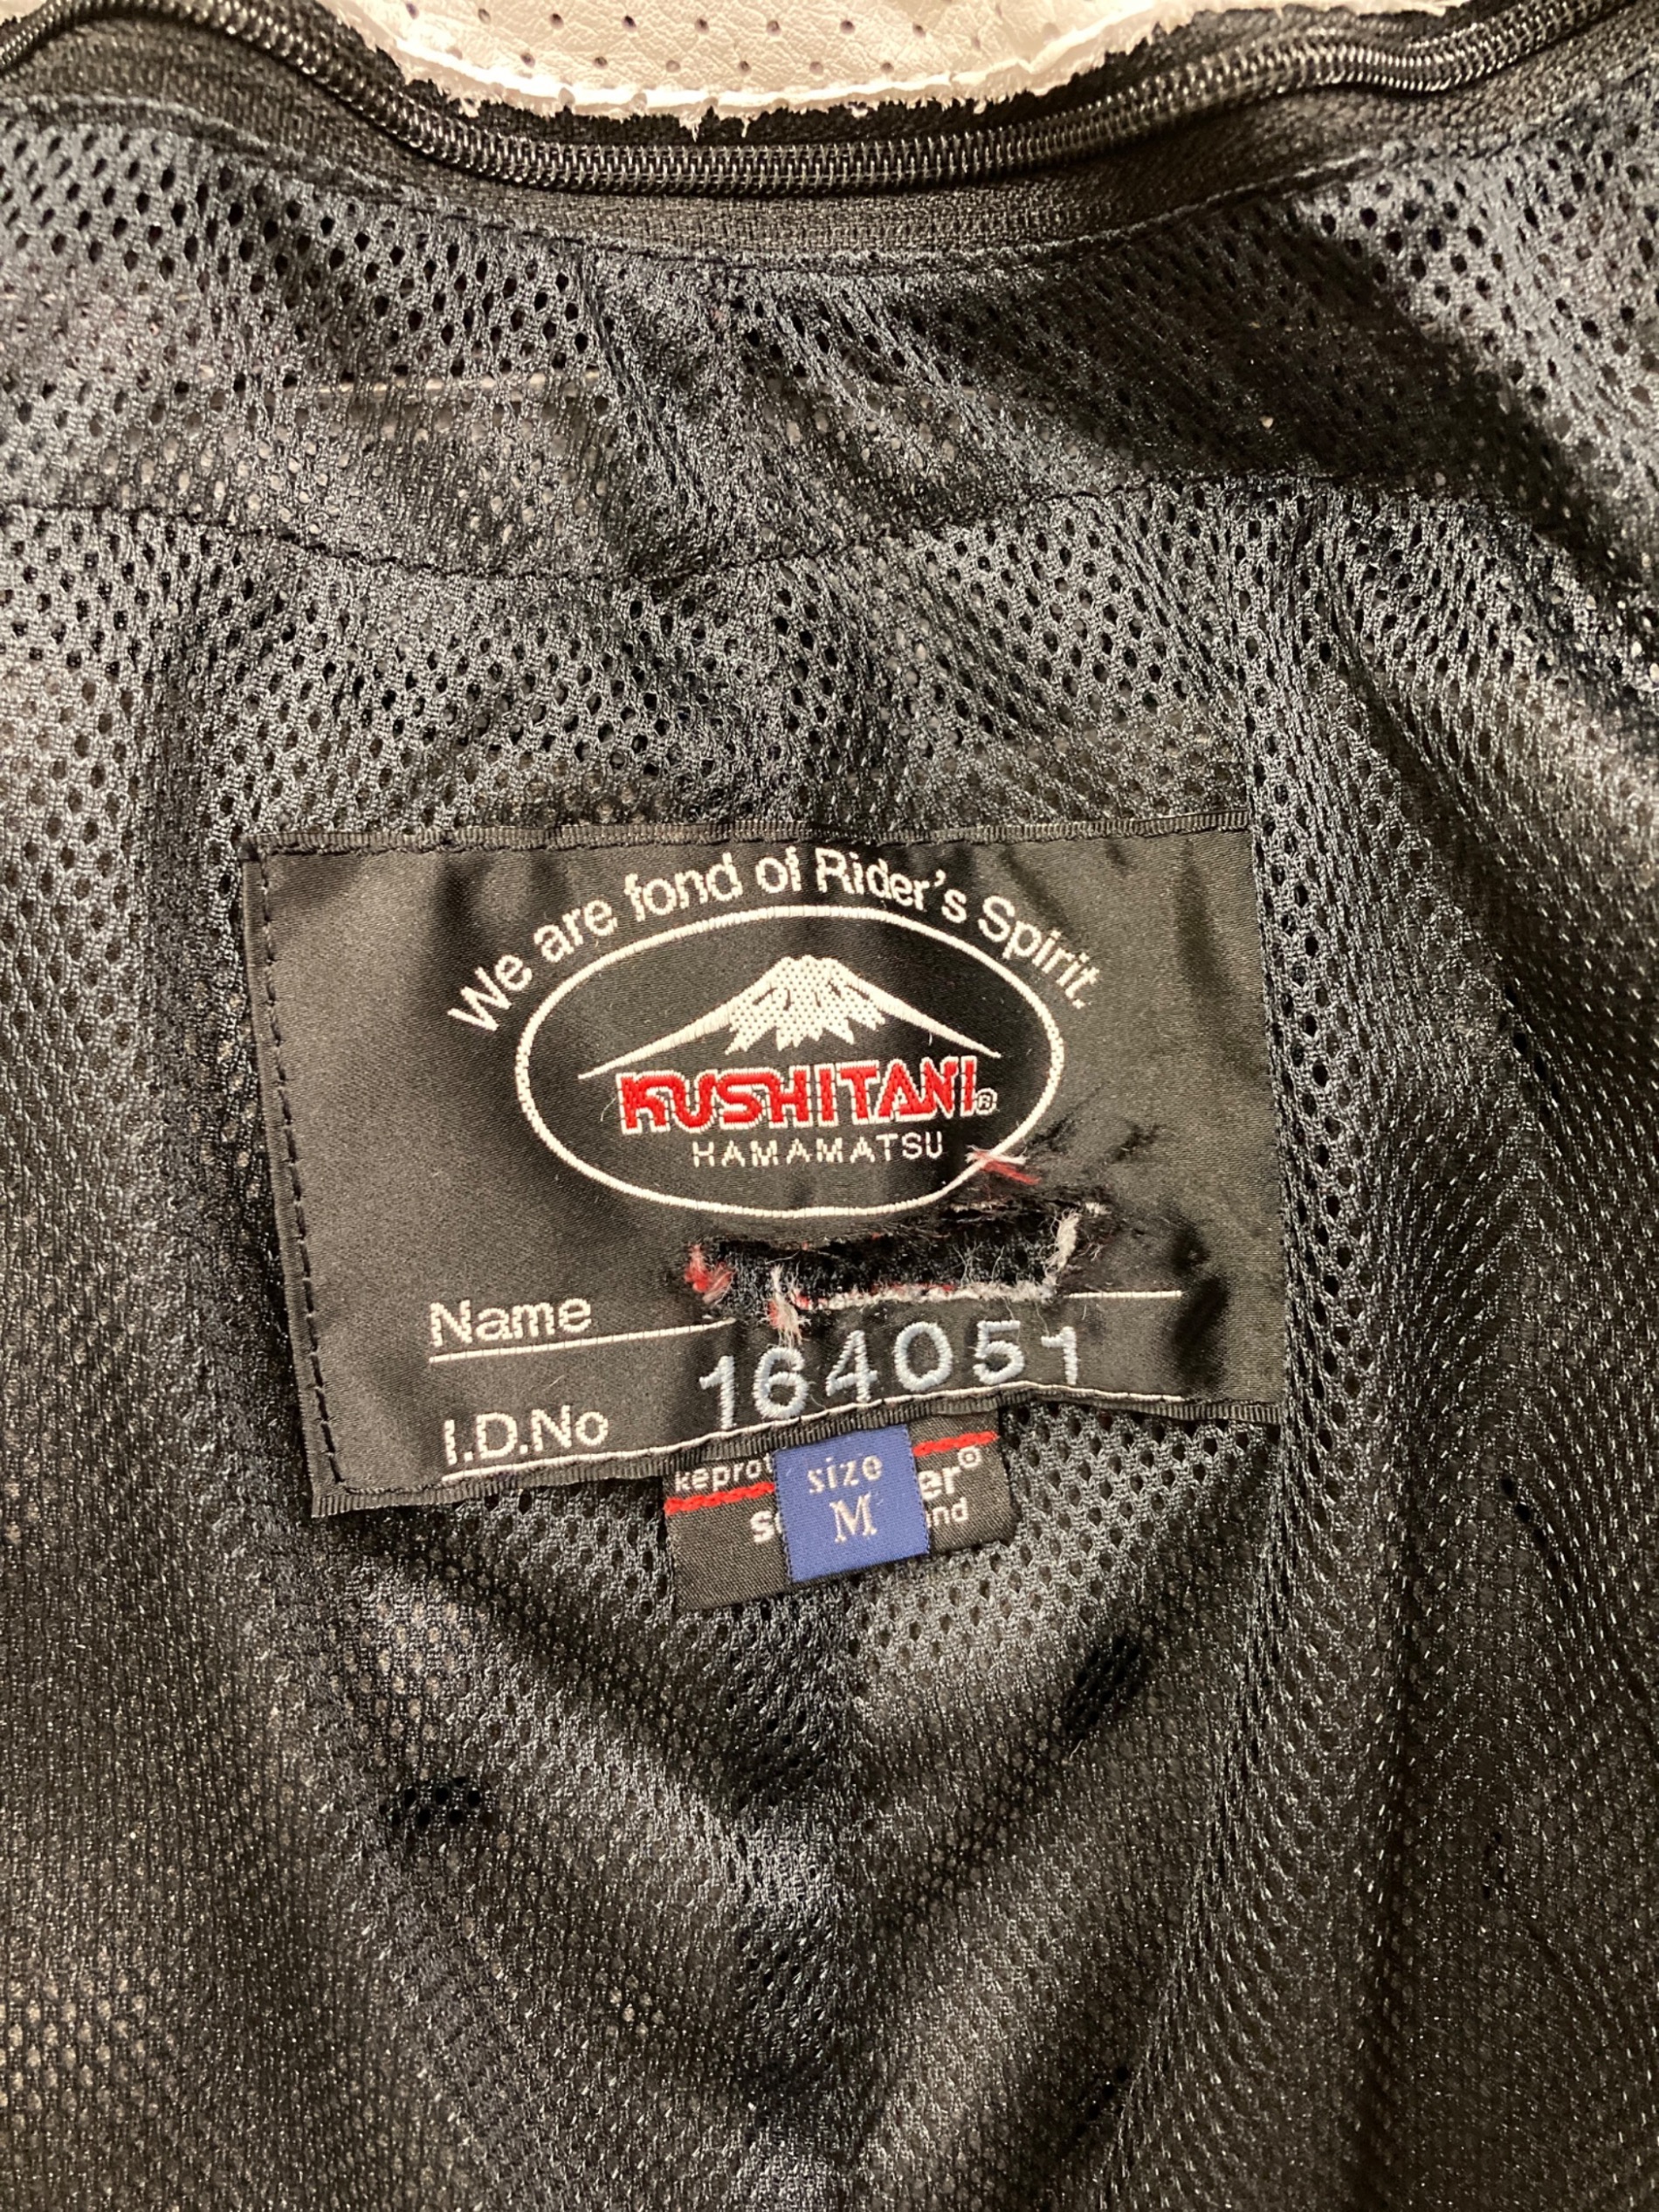 We are fond of Rider's Spirit.
KUSHITANI®
HAMAMATSU
Name
I.D.No 164051
size
M